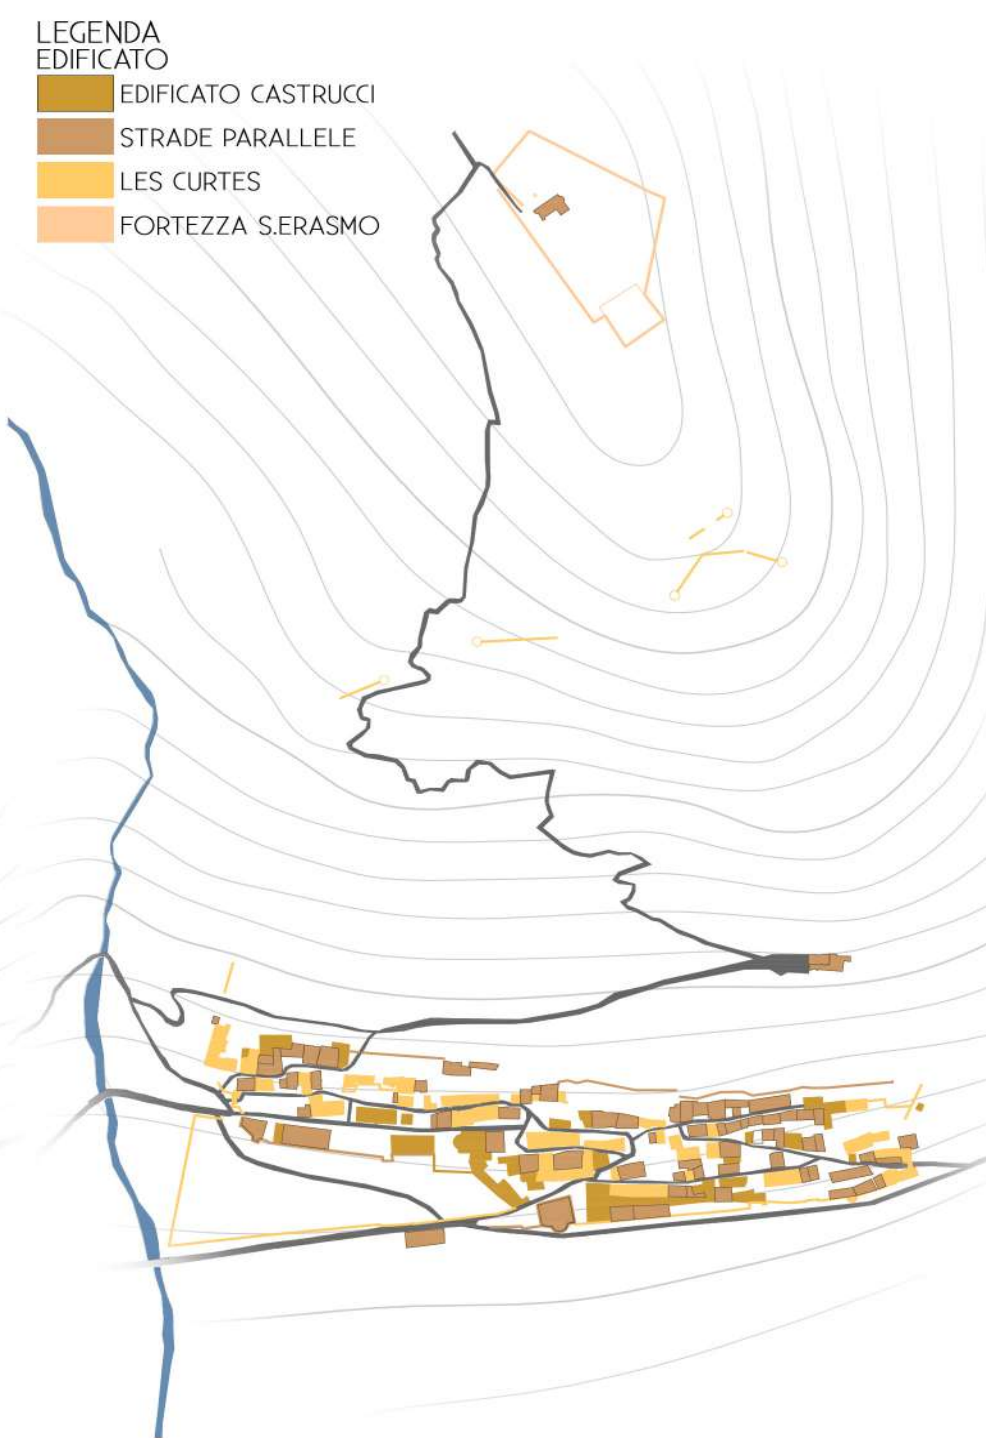 LEGENDA
EDIFICATO
EDIFICATO CASTRUCCI
STRADE PARALLELE
LES CURTES
FORTEZZA S.ERASMO